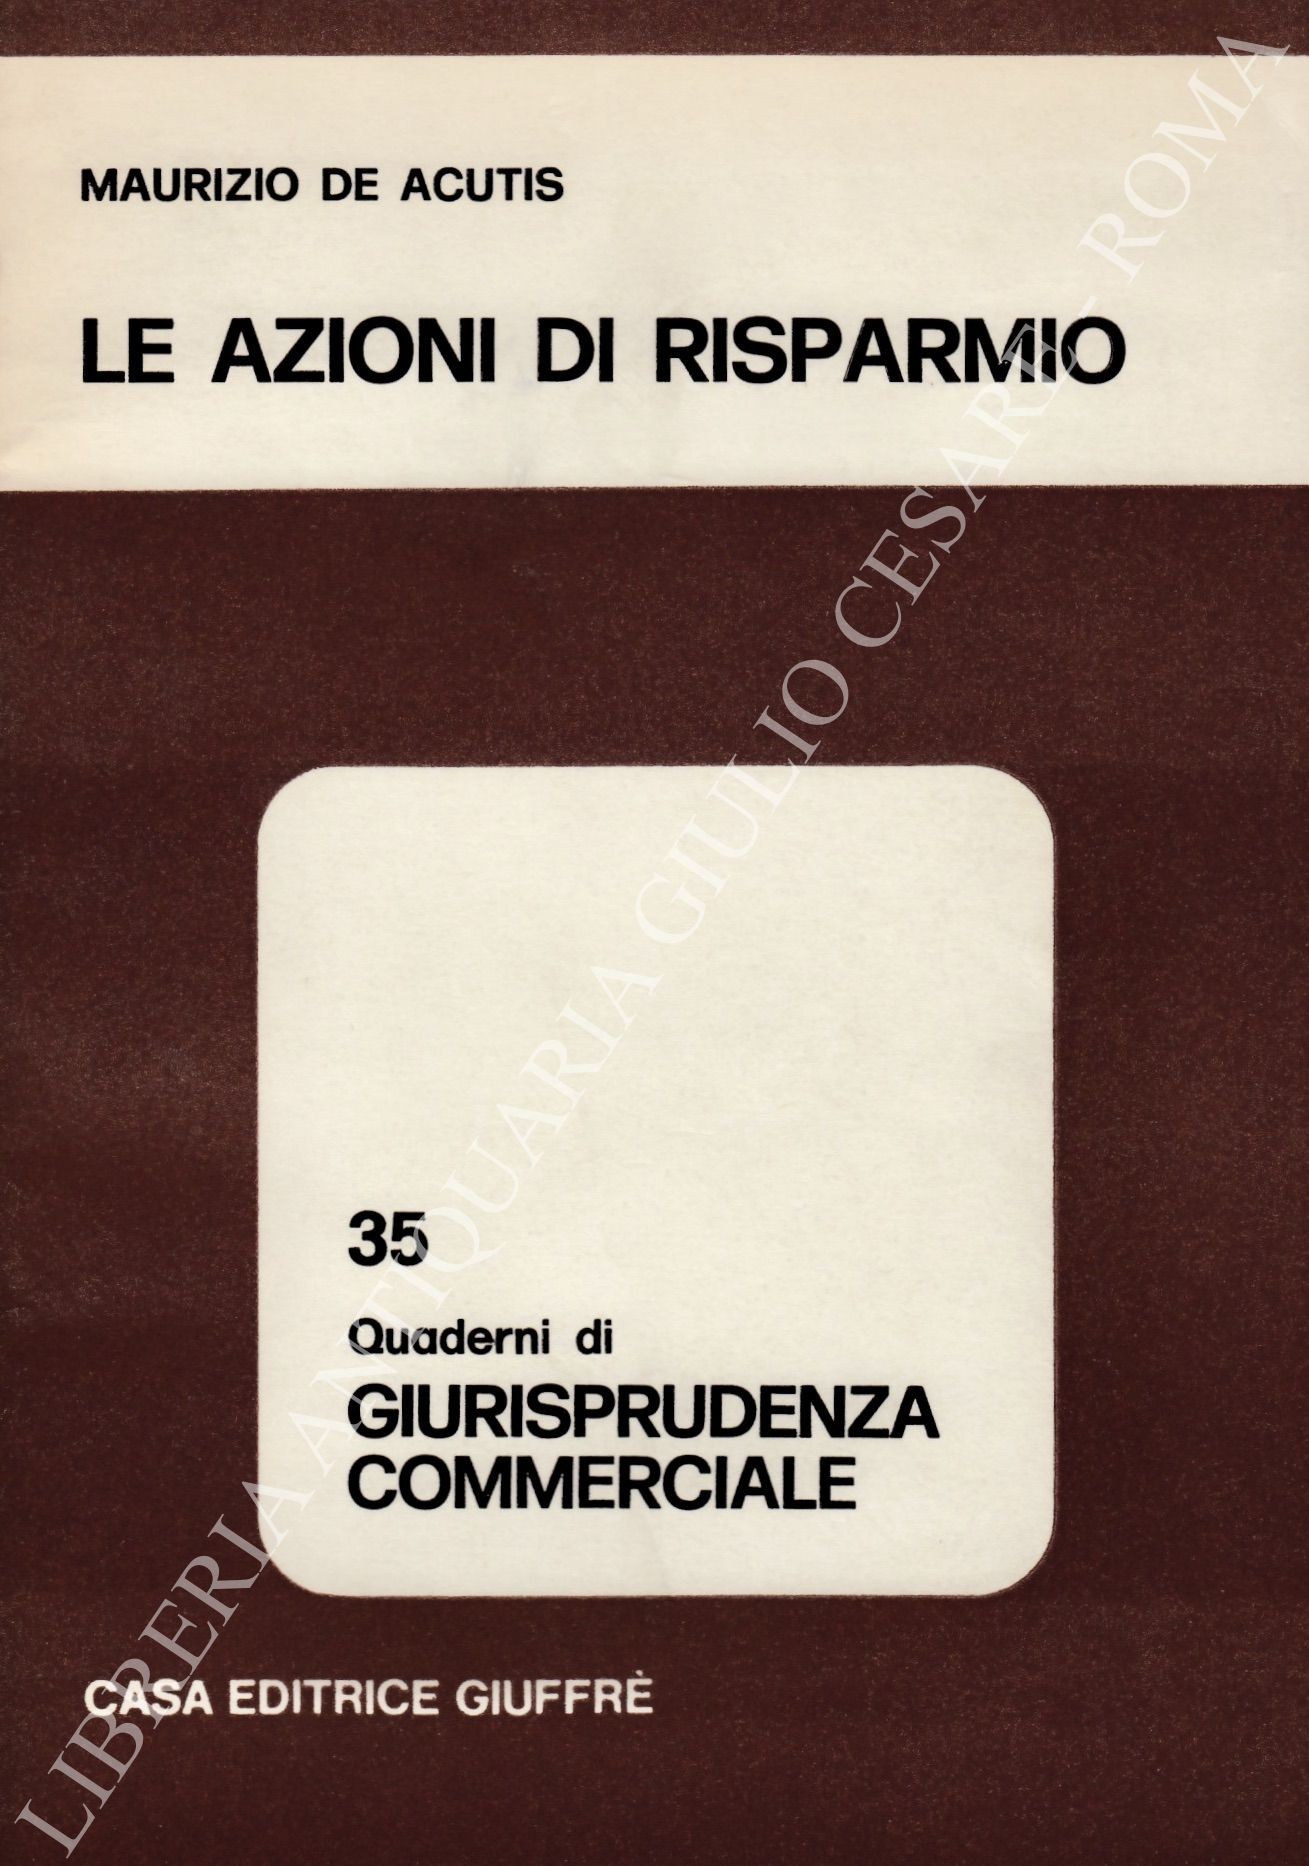 MAURIZIO DE ACUTIS
LE AZIONI DI RISPARMIO
35
Quaderni di
GIURISPRUDENZA
COMMERCIALE
CASA EDITRICE GIUFFRÈ
LIBRERIA ANTIQUARIA GIULIO CESARE - ROMA